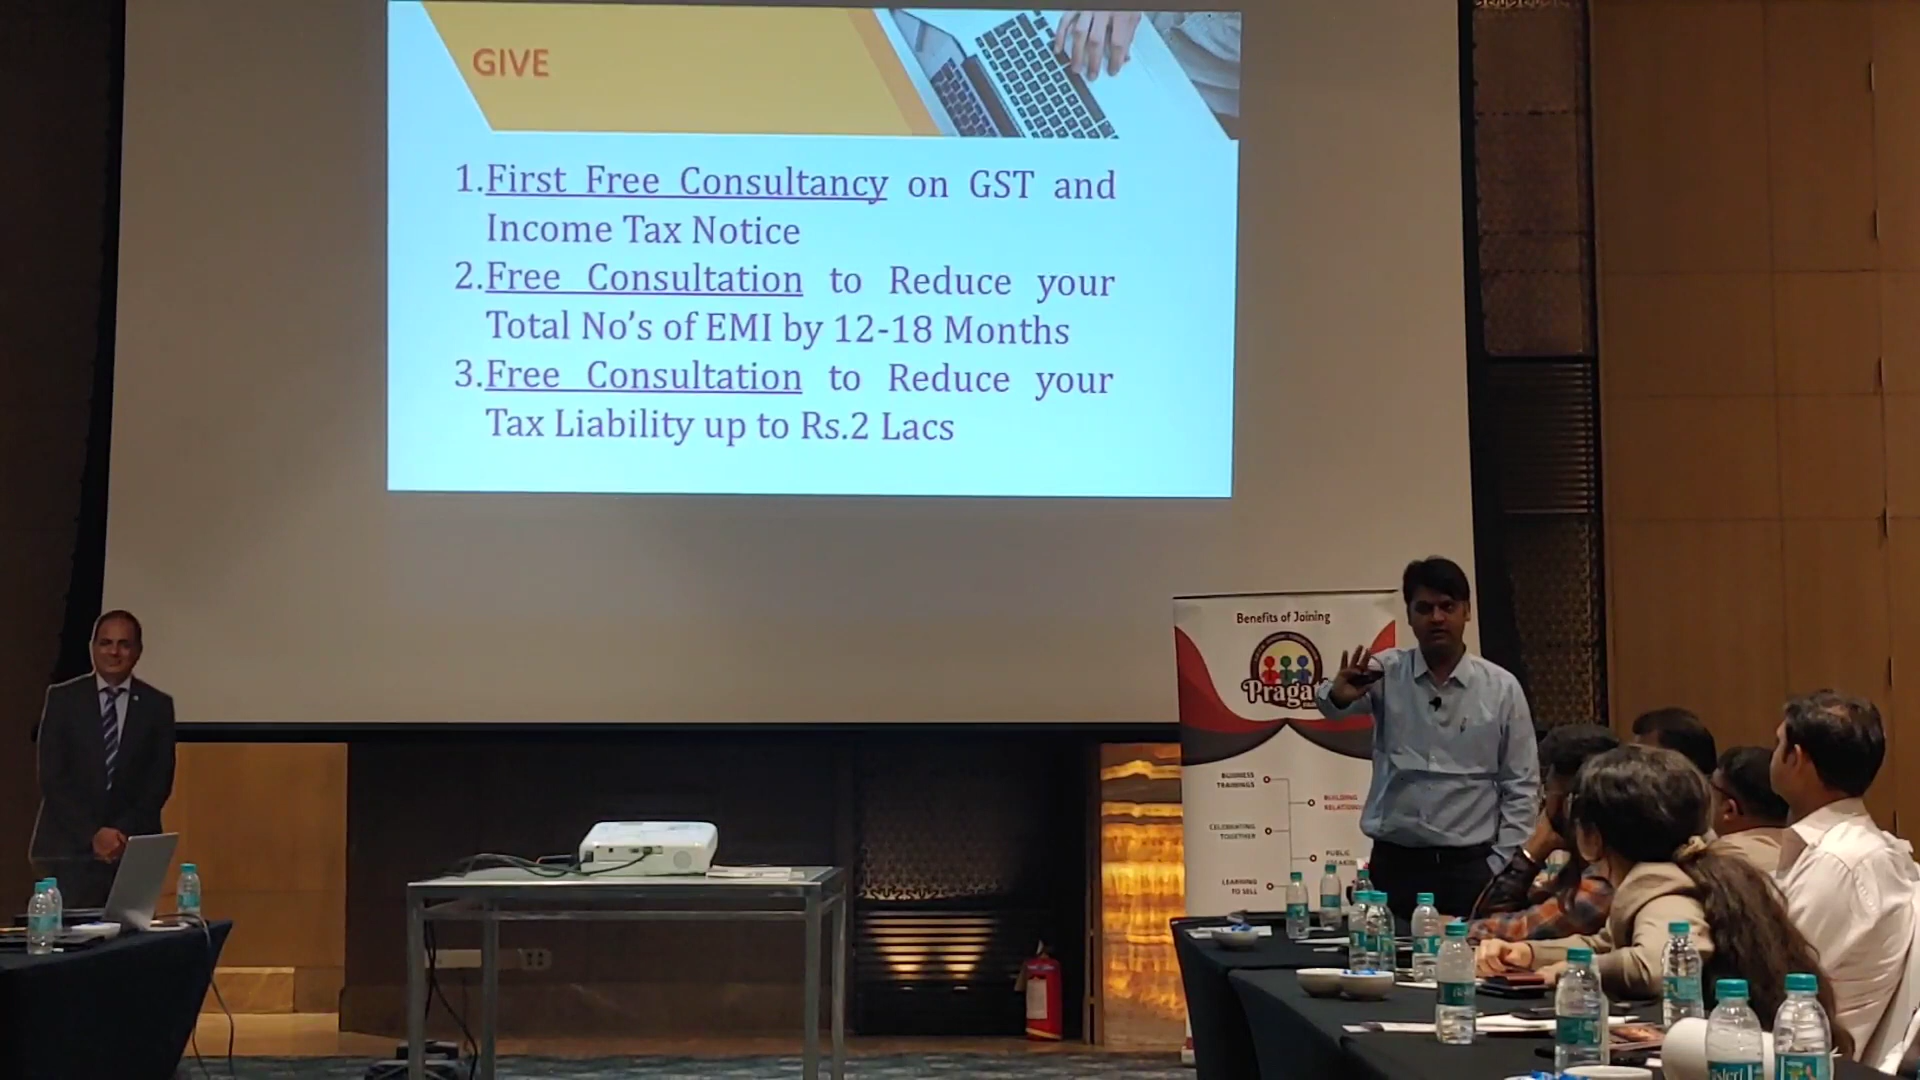 GIVE
1.First Free Consultancy on GST and
Income Tax Notice
2.Free Consultation to Reduce your
Total No's of EMI by 12-18 Months
3.Free Consultation to Reduce your
Tax Liability up to Rs.2 Lacs
Benefits of Joining
Praga
BUSINESS
TRAININGS
BUILDING
CELEBRATING
TOGETHER
PUBLIC
LEARNING
TO SELL